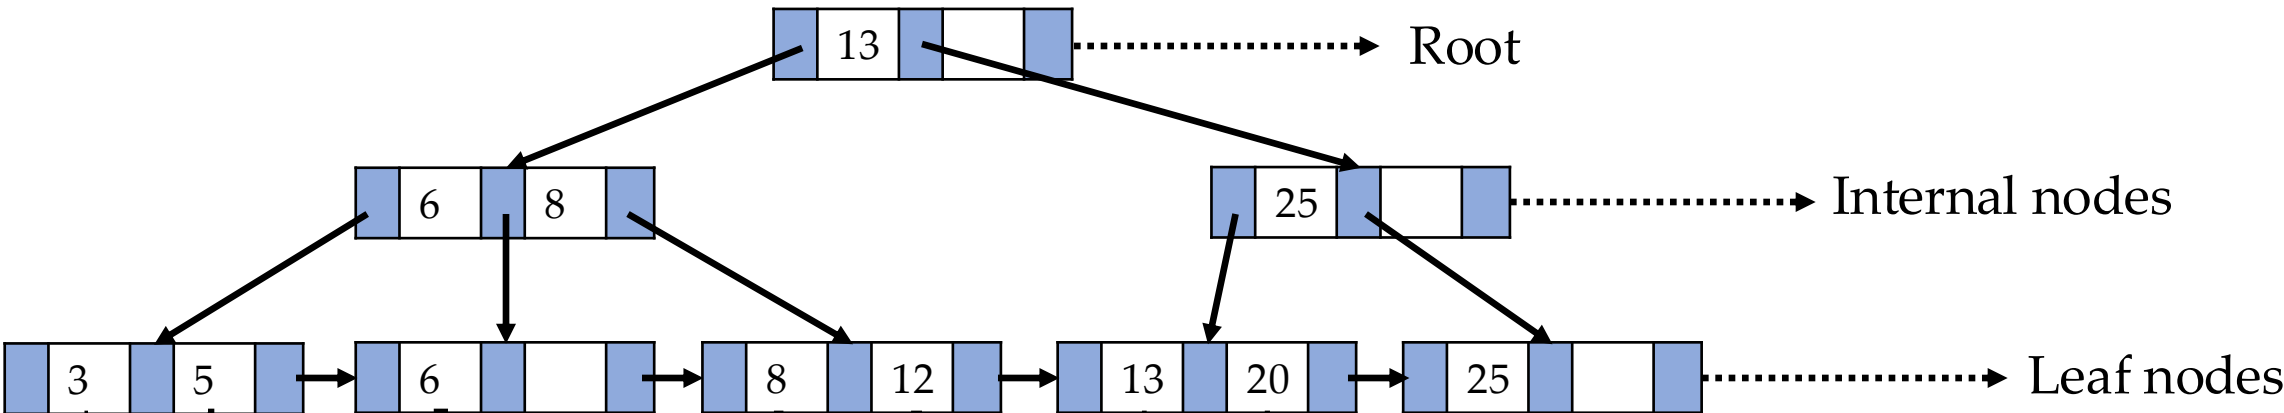 13 Root
6 8 25 Internal nodes
3 5 6 8 12 13 20 25 Leaf nodes